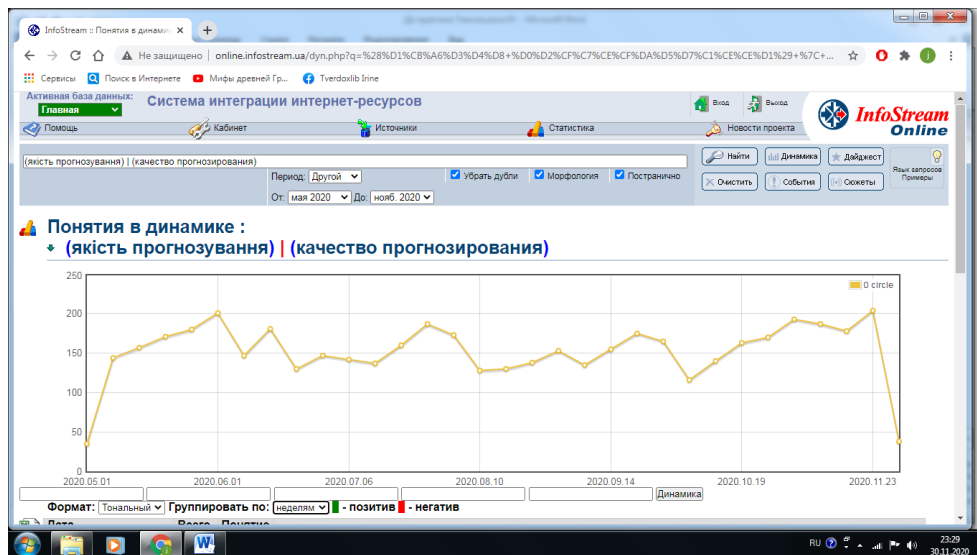 InfoStream :: Понятия в динами
Не защищено | online.infostream.ua/dyn.php?q=%28%D1%CB%A6%D3%D4%D8+%D0%D2%CF%C7%CE%CF%DA%D5%D7%C1%CE%CE%D1%29+%7C+...
Сервисы Поиск в Интернете Мифы древней Гр... Tverdoxlib Irine
Активная база данных:
Главная
Система интеграции интернет-ресурсов
Вход Выход
InfoStream
Online
Помощь Кабинет Источники Статистика Новости проекта
(якість прогнозування) | (качество прогнозирования)
Найти Динамика Дайджест
Период: Другой Убрать дубли Морфология Постранично
Язык запросов
Примеры
Очистить События Сюжеты
От: мая 2020 До: нояб. 2020
Понятия в динамике :
(якість прогнозування) | (качество прогнозирования)
250
0 circle
200
150
100
50
0
2020.05.01 2020.06.01 2020.07.06 2020.08.10 2020.09.14 2020.10.19 2020.11.23
Динамика
Формат: Тональный Группировать по: неделям - позитив - негатив
Дата Всего Понятие
RU 23:29
30.11.2020